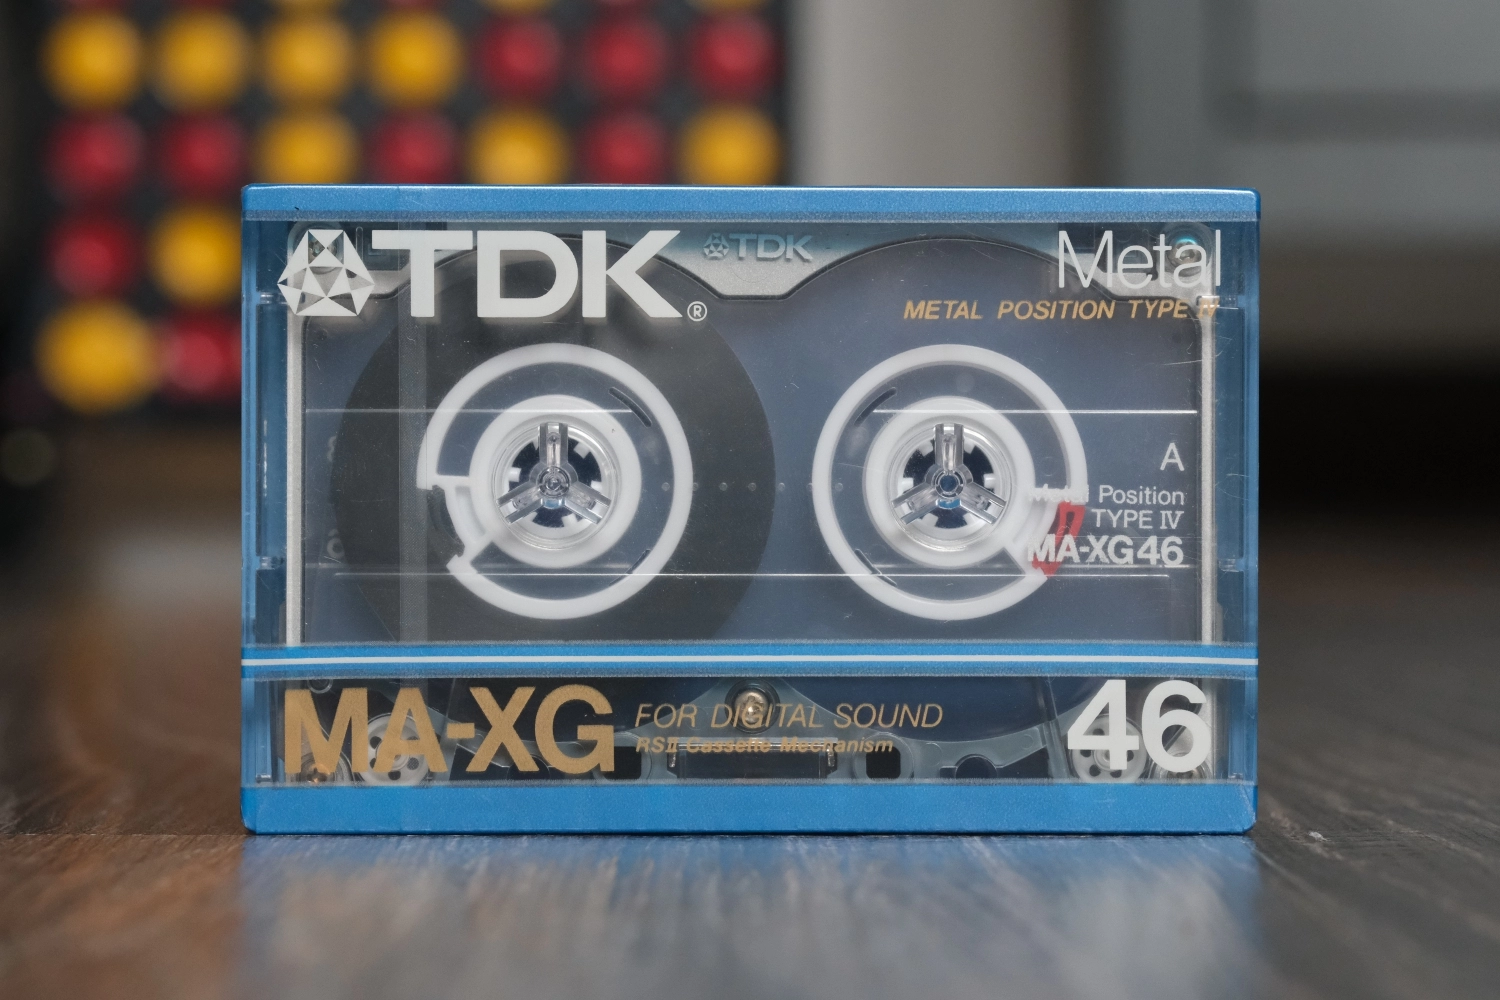 TDK®
TDK
Metal
METAL POSITION TYPE IV
A
Metal Position
TYPE IV
MA-XG46
MA-XG
FOR DIGITAL SOUND
RSII Cassette Mechanism
46